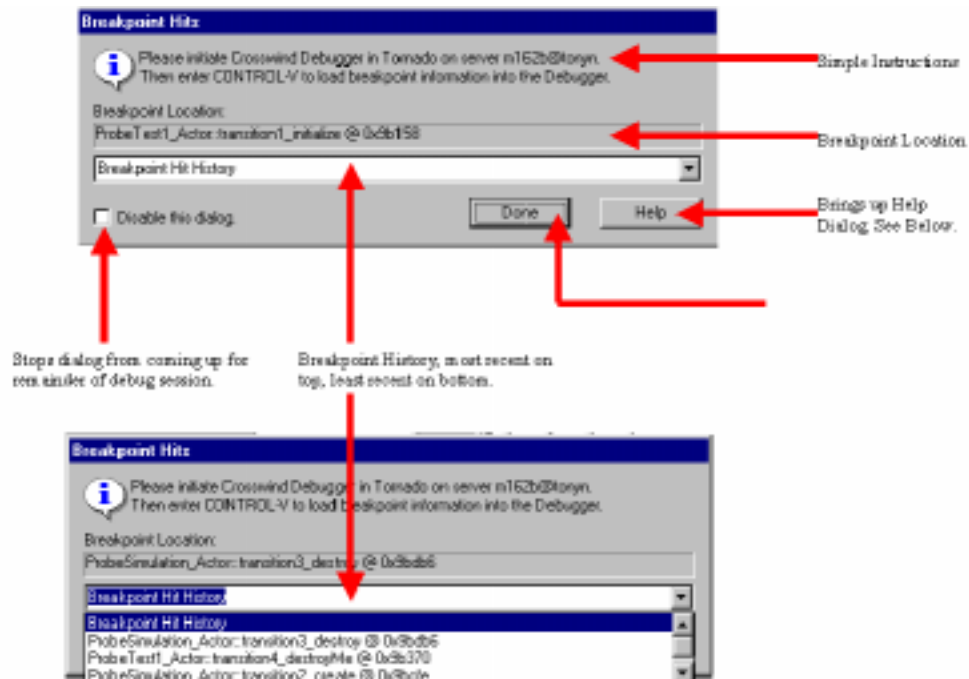 Breakpoint Hits
Please initiate Crosswind Debugger in Tornado on server m162b@tonyn.
Then enter CONTROL-V to load breakpoint information into the Debugger.
Simple Instructions
Breakpoint Location:
ProbeTest1_Actor::transition1_initialize @ 0x9b158
Breakpoint Location
Breakpoint Hit History
Disable this dialog.
Done
Help
Brings up Help
Dialog, See Below.
Stops dialog from coming up for
remainder of debug session.
Breakpoint History, most recent on
top, least recent on bottom.
Breakpoint Hits
Please initiate Crosswind Debugger in Tornado on server m162b@tonyn.
Then enter CONTROL-V to load breakpoint information into the Debugger.
Breakpoint Location:
ProbeSimulation_Actor::transition3_destroy @ 0x9bdb6
Breakpoint Hit History
Breakpoint Hit History
ProbeSimulation_Actor::transition3_destroy @ 0x9bdb6
ProbeTest1_Actor::transition4_destroyMe @ 0x9b370
ProbeSimulation_Actor::transition2_create @